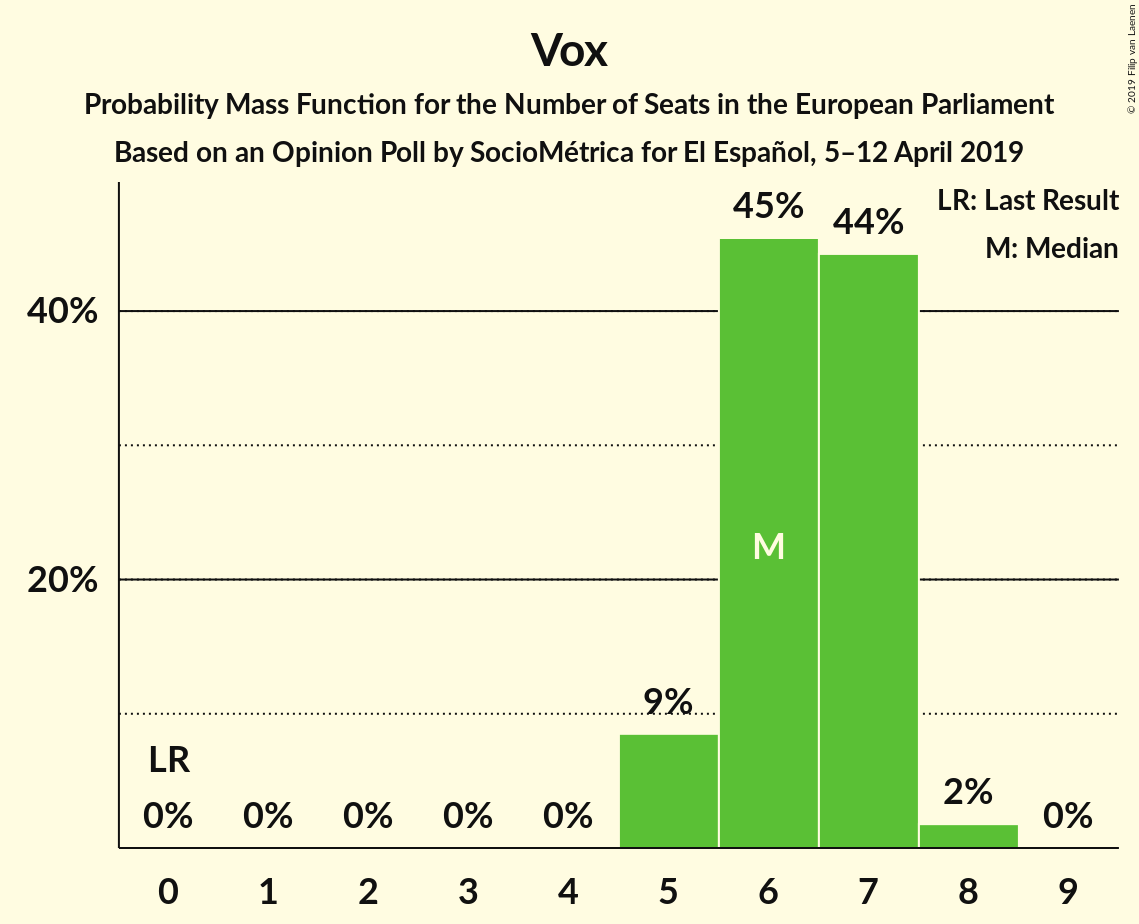 Vox
Probability Mass Function for the Number of Seats in the European Parliament
Based on an Opinion Poll by SocioMétrica for El Español, 5–12 April 2019
© 2019 Filip van Laenen
LR: Last Result
M: Median
45%
44%
40%
M
20%
9%
LR
2%
0%
0%
0%
0%
0%
0%
0
1
2
3
4
5
6
7
8
9